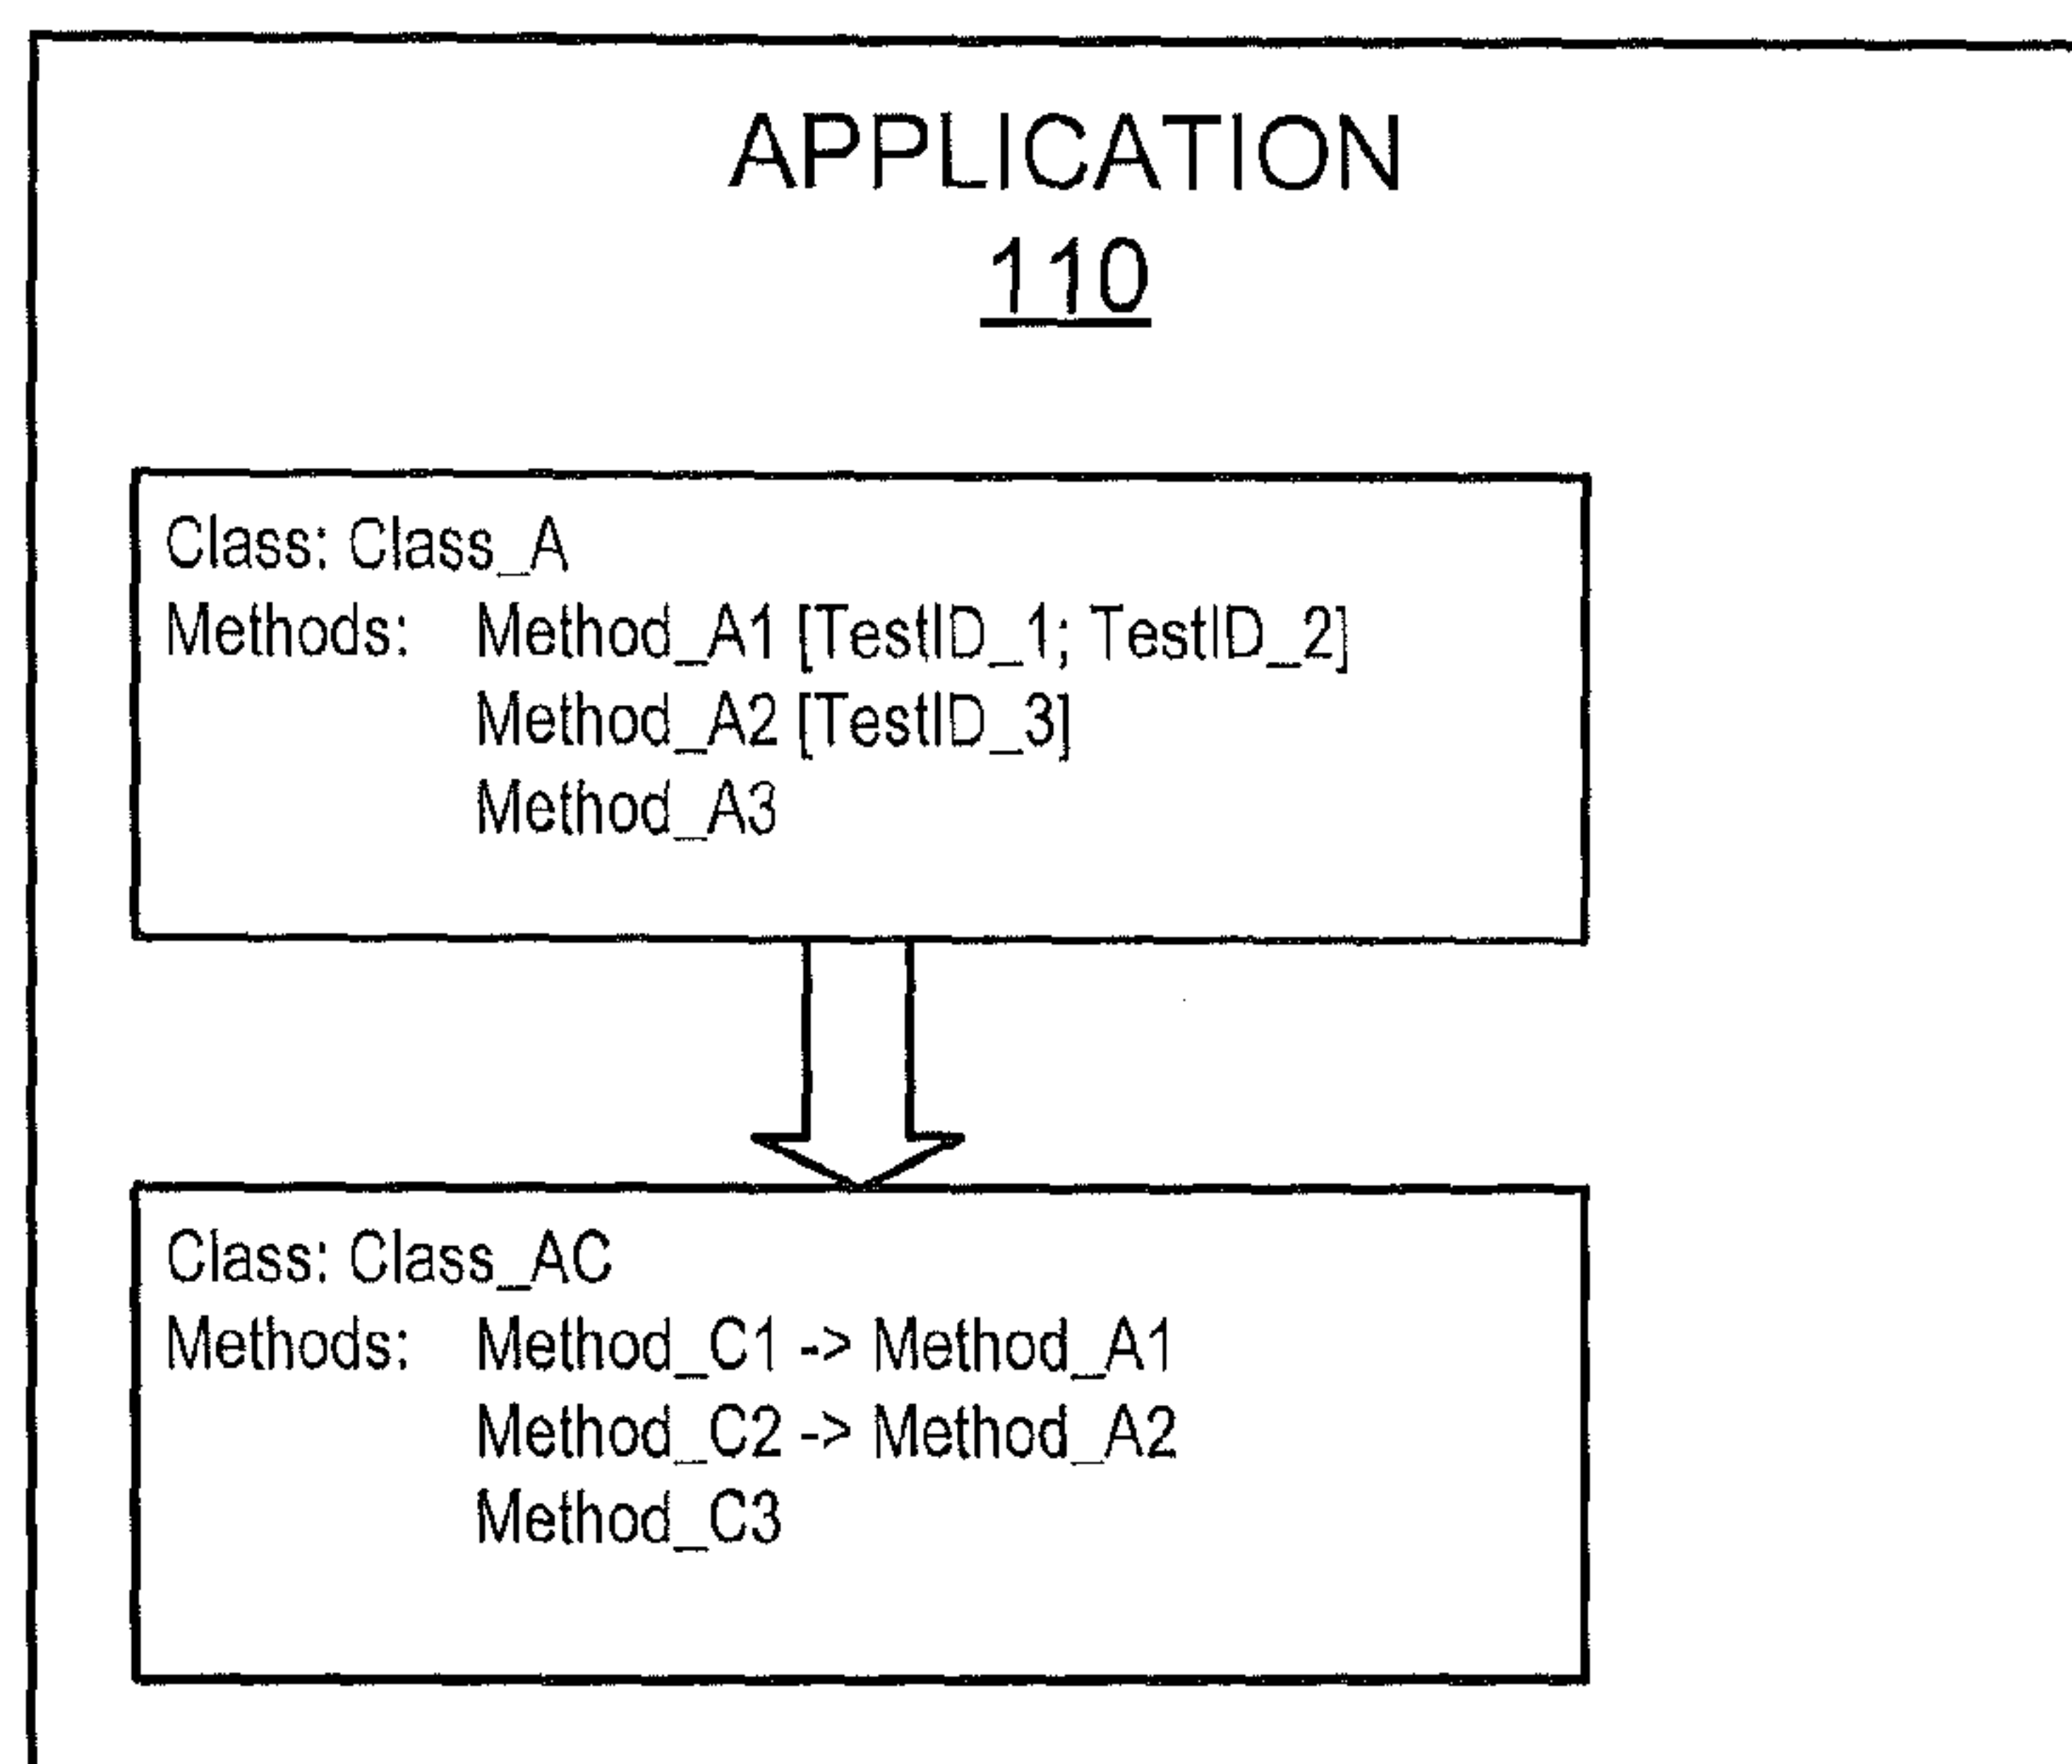 APPLICATION
110
Class: Class_A
Methods: Method_A1 [TestID_1; TestID_2]
Method_A2 [TestID_3]
Method_A3
Class: Class_AC
Methods: Method_C1 -> Method_A1
Method_C2 -> Method_A2
Method_C3